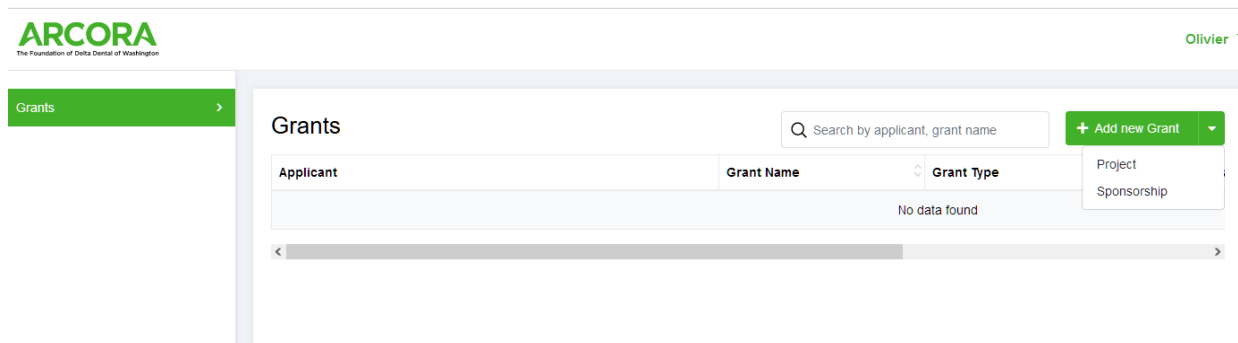 ARCORA
The Foundation of Delta Dental of Washington
Olivier
Grants
Grants
Search by applicant, grant name
+ Add new Grant
Project
Sponsorship
Applicant
Grant Name
Grant Type
No data found